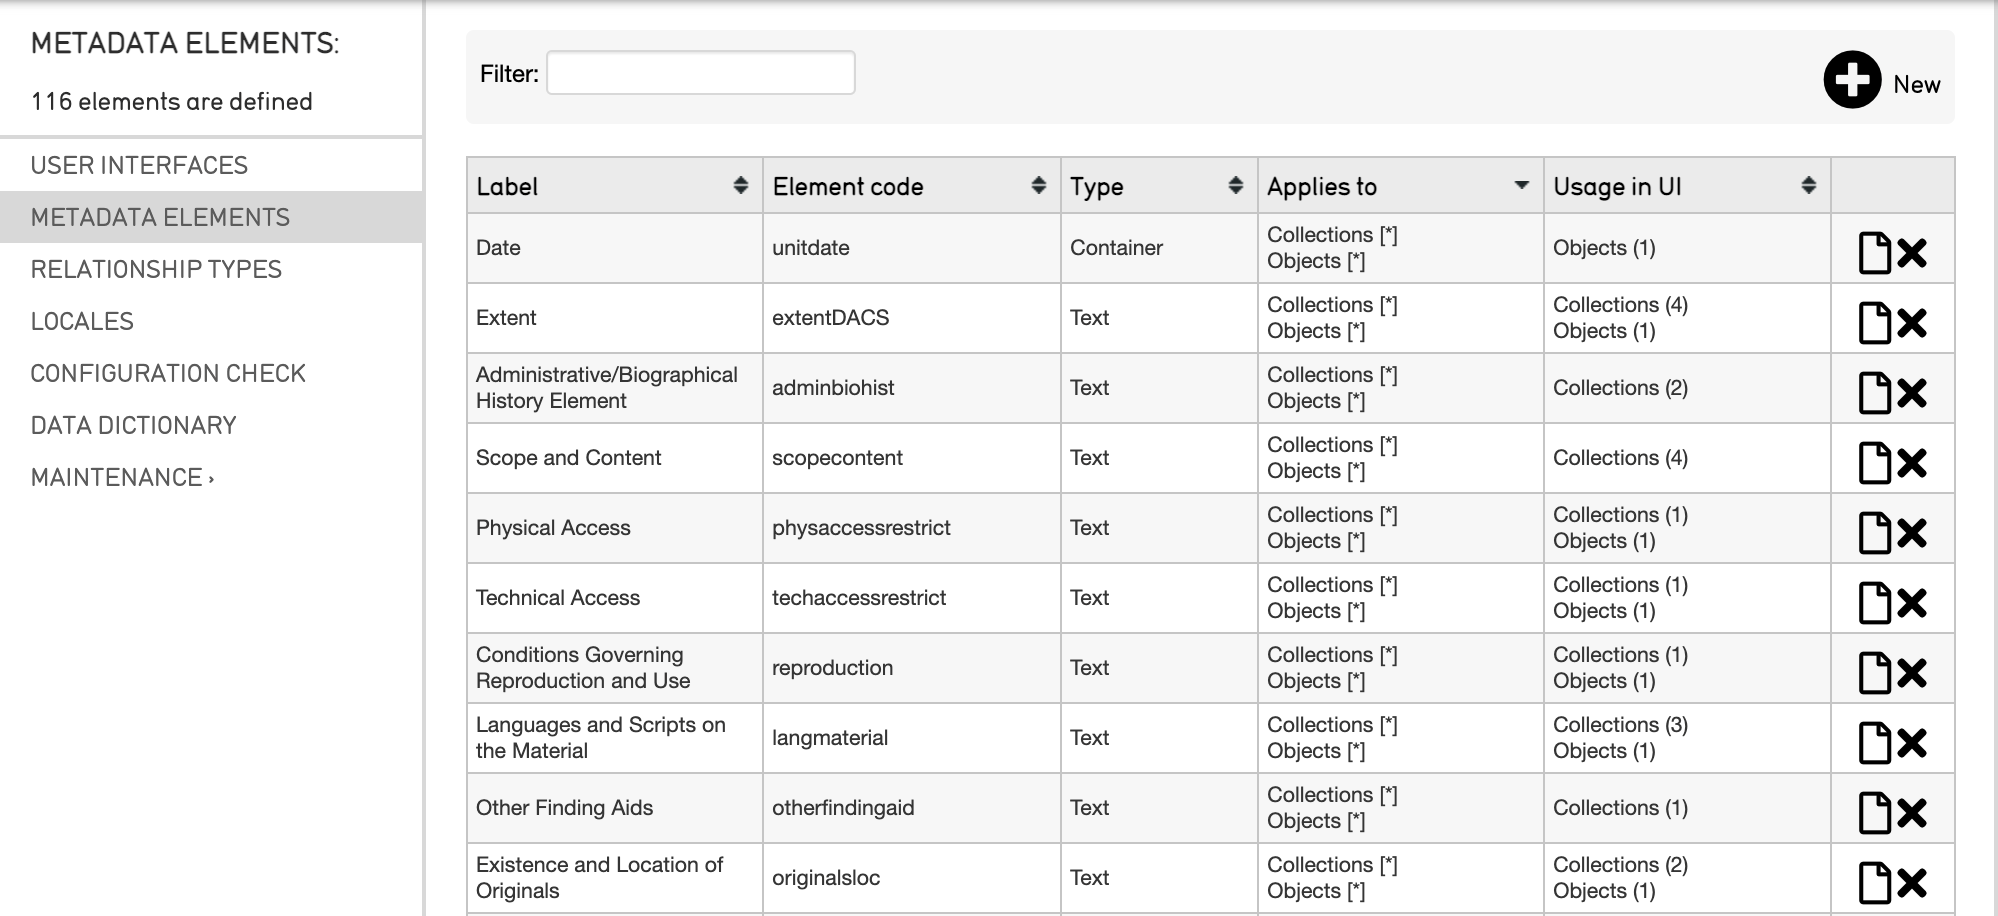 METADATA ELEMENTS:
116 elements are defined
USER INTERFACES
METADATA ELEMENTS
RELATIONSHIP TYPES
LOCALES
CONFIGURATION CHECK
DATA DICTIONARY
MAINTENANCE ›
Filter:
New
Label Element code Type Applies to Usage in UI
Date unitdate Container Collections [*] Objects (1)
Objects [*]
Extent extentDACS Text Collections [*] Collections (4)
Objects [*] Objects (1)
Administrative/Biographical adminbiohist Text Collections [*] Collections (2)
History Element Objects [*]
Scope and Content scopecontent Text Collections [*] Collections (4)
Objects [*]
Physical Access physaccessrestrict Text Collections [*] Collections (1)
Objects [*] Objects (1)
Technical Access techaccessrestrict Text Collections [*] Collections (1)
Objects [*] Objects (1)
Conditions Governing reproduction Text Collections [*] Collections (1)
Reproduction and Use Objects [*] Objects (1)
Languages and Scripts on langmaterial Text Collections [*] Collections (3)
the Material Objects [*] Objects (1)
Other Finding Aids otherfindingaid Text Collections [*] Collections (1)
Objects [*]
Existence and Location of originalsloc Text Collections [*] Collections (2)
Originals Objects [*] Objects (1)